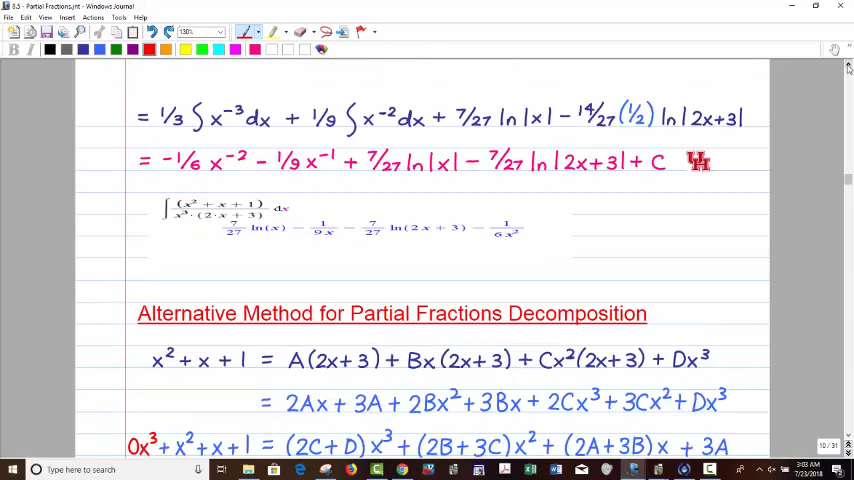 8.5 - Partial Fractions.jnt - Windows Journal
File Edit View Insert Actions Tools Help
130%
B I
= 1/3 ∫ x⁻³dx + 1/9 ∫ x⁻²dx + 7/27 ln|x| - 14/27 (1/2) ln|2x+3|
= -1/6 x⁻² - 1/9 x⁻¹ + 7/27 ln|x| - 7/27 ln|2x+3| + C UH
∫ (x² + x + 1) / x³·(2·x + 3) dx
7/27 ln(x) - 1/9x - 7/27 ln(2x + 3) - 1/6x²
Alternative Method for Partial Fractions Decomposition
x² + x + 1 = A(2x+3) + Bx(2x+3) + Cx²(2x+3) + Dx³
= 2Ax + 3A + 2Bx² + 3Bx + 2Cx³ + 3Cx² + Dx³
0x³ + x² + x + 1 = (2C+D)x³ + (2B+3C)x² + (2A+3B)x + 3A
10 / 31
Type here to search
3:03 AM
7/23/2018